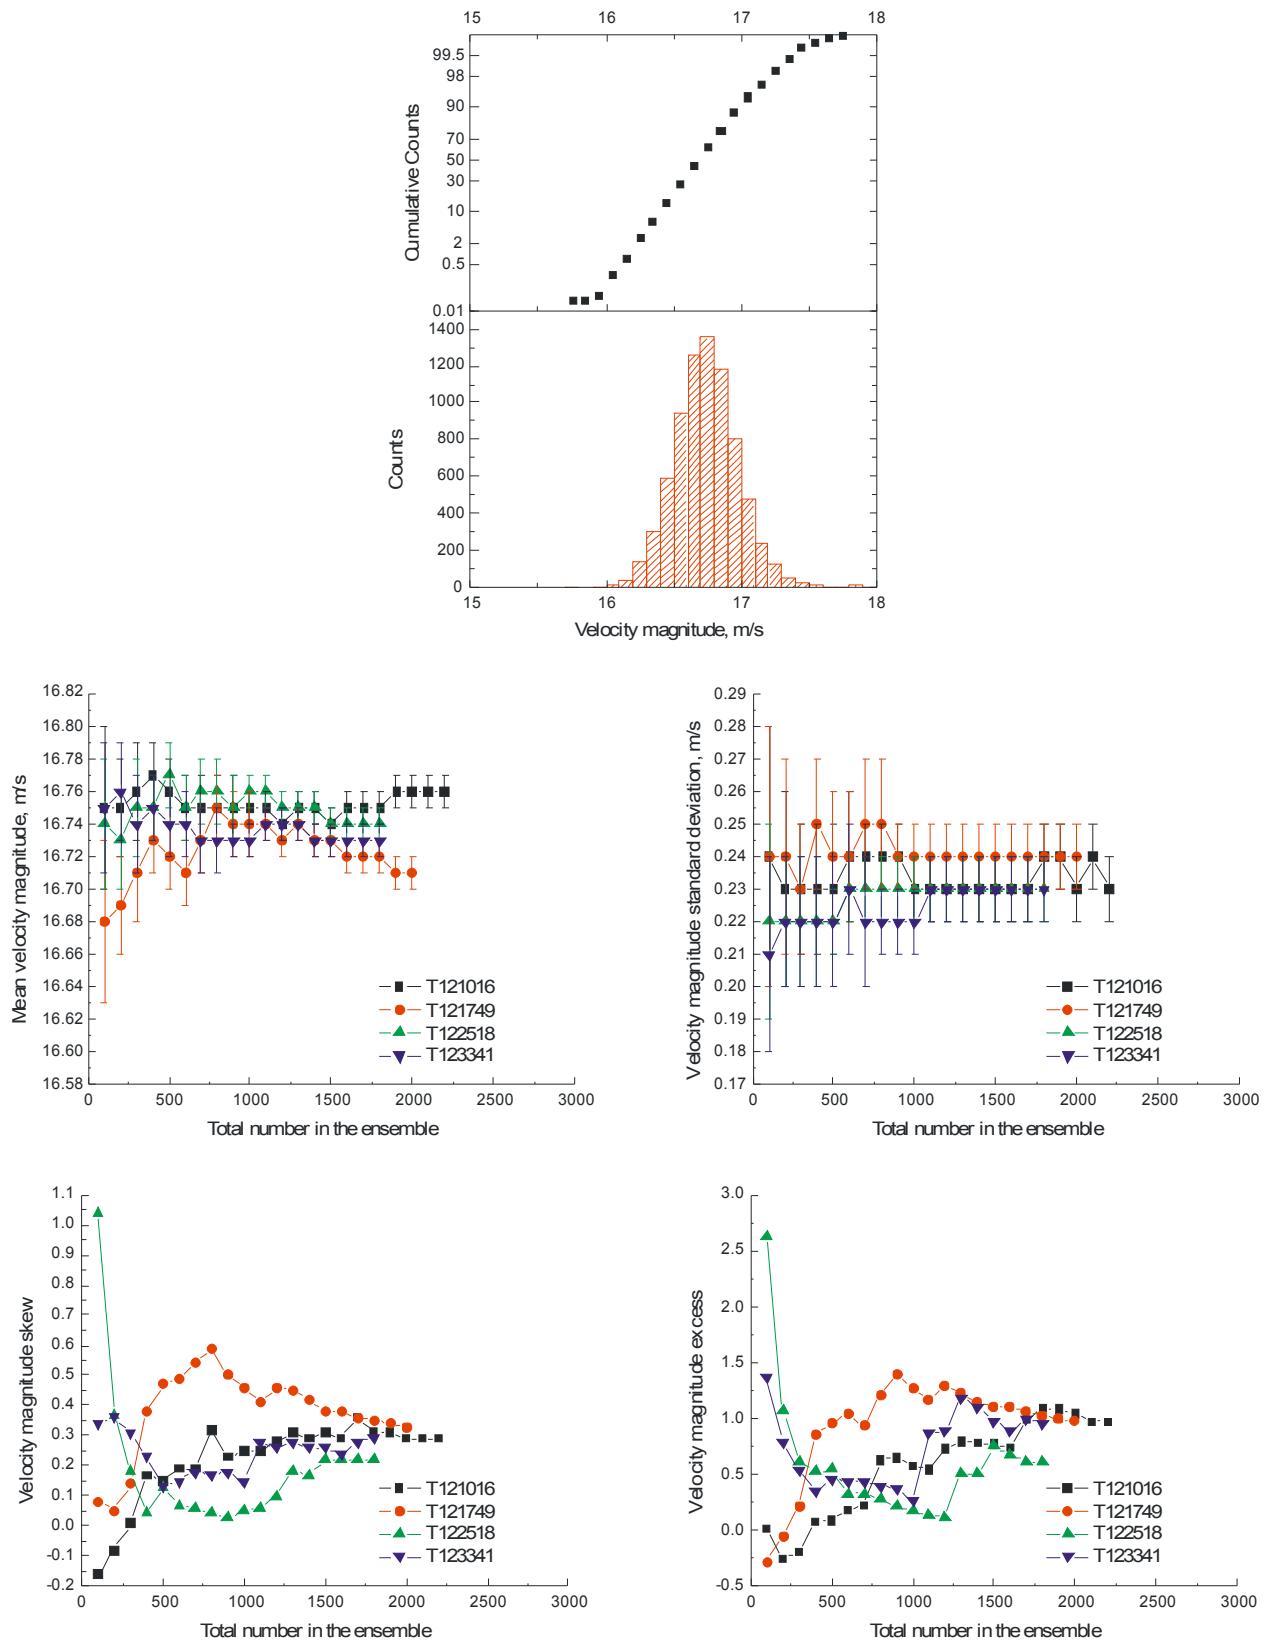 15 16 17 18
99.5
98
90
70
50
30
10
2
0.5
0.01
Cumulative Counts
1400
1200
1000
800
600
400
200
0
Counts
15 16 17 18
Velocity magnitude, m/s
16.82
16.80
16.78
16.76
16.74
16.72
16.70
16.68
16.66
16.64
16.62
16.60
16.58
Mean velocity magnitude, m/s
T121016
T121749
T122518
T123341
0 500 1000 1500 2000 2500 3000
Total number in the ensemble
0.29
0.28
0.27
0.26
0.25
0.24
0.23
0.22
0.21
0.20
0.19
0.18
0.17
Velocity magnitude standard deviation, m/s
T121016
T121749
T122518
T123341
0 500 1000 1500 2000 2500 3000
Total number in the ensemble
1.1
1.0
0.9
0.8
0.7
0.6
0.5
0.4
0.3
0.2
0.1
0.0
-0.1
-0.2
Velocity magnitude skew
T121016
T121749
T122518
T123341
0 500 1000 1500 2000 2500 3000
Total number in the ensemble
3.0
2.5
2.0
1.5
1.0
0.5
0.0
-0.5
Velocity magnitude excess
T121016
T121749
T122518
T123341
0 500 1000 1500 2000 2500 3000
Total number in the ensemble